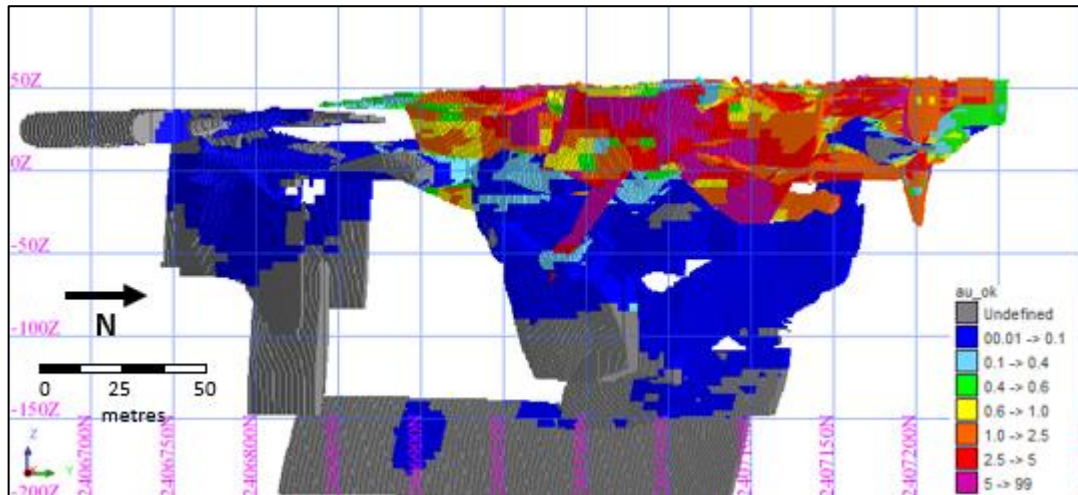 50Z
0Z
-50Z
-100Z
-150Z
-200Z
N
0 25 50
metres
Z
Y
2406700N
2406750N
2406800N
2407150N
2407200N
au_ok
Undefined
00.01 -> 0.1
0.1 -> 0.4
0.4 -> 0.6
0.6 -> 1.0
1.0 -> 2.5
2.5 -> 5
5 -> 99